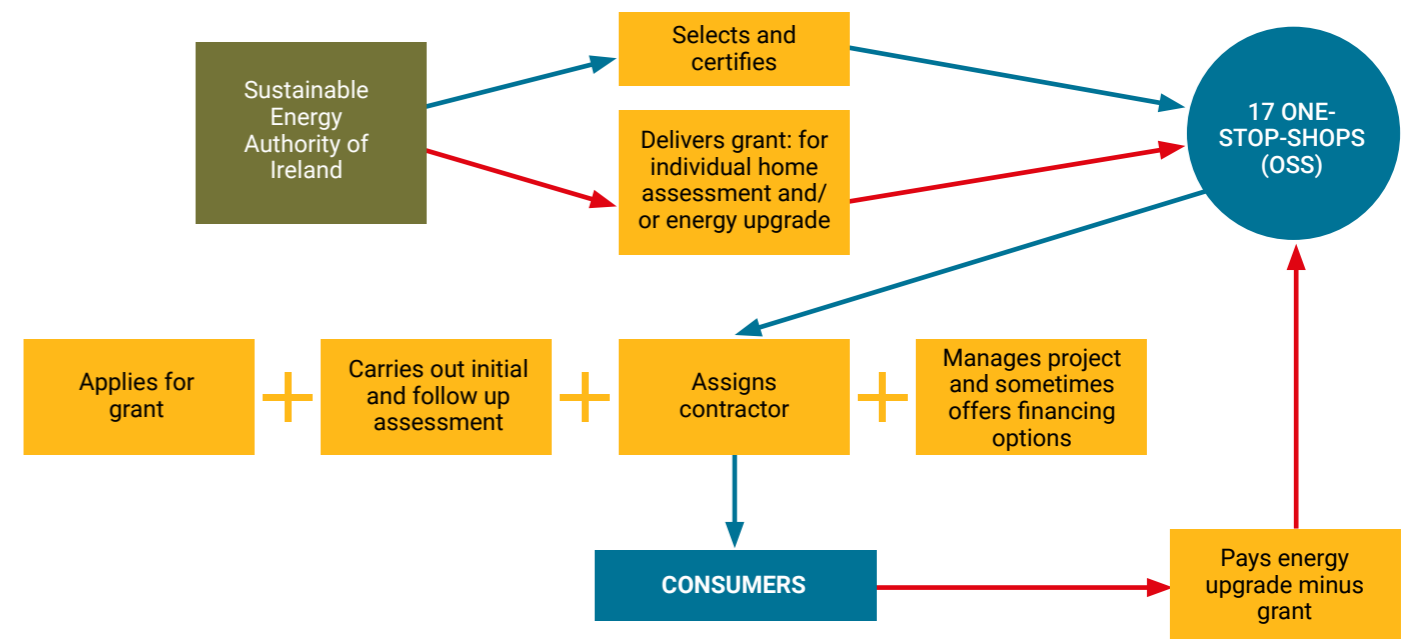 Sustainable
Energy
Authority of
Ireland
Selects and
certifies
Delivers grant: for
individual home
assessment and/
or energy upgrade
17 ONE-
STOP-SHOPS
(OSS)
Applies for
grant
+
Carries out initial
and follow up
assessment
+
Assigns
contractor
+
Manages project
and sometimes
offers financing
options
CONSUMERS
Pays energy
upgrade minus
grant